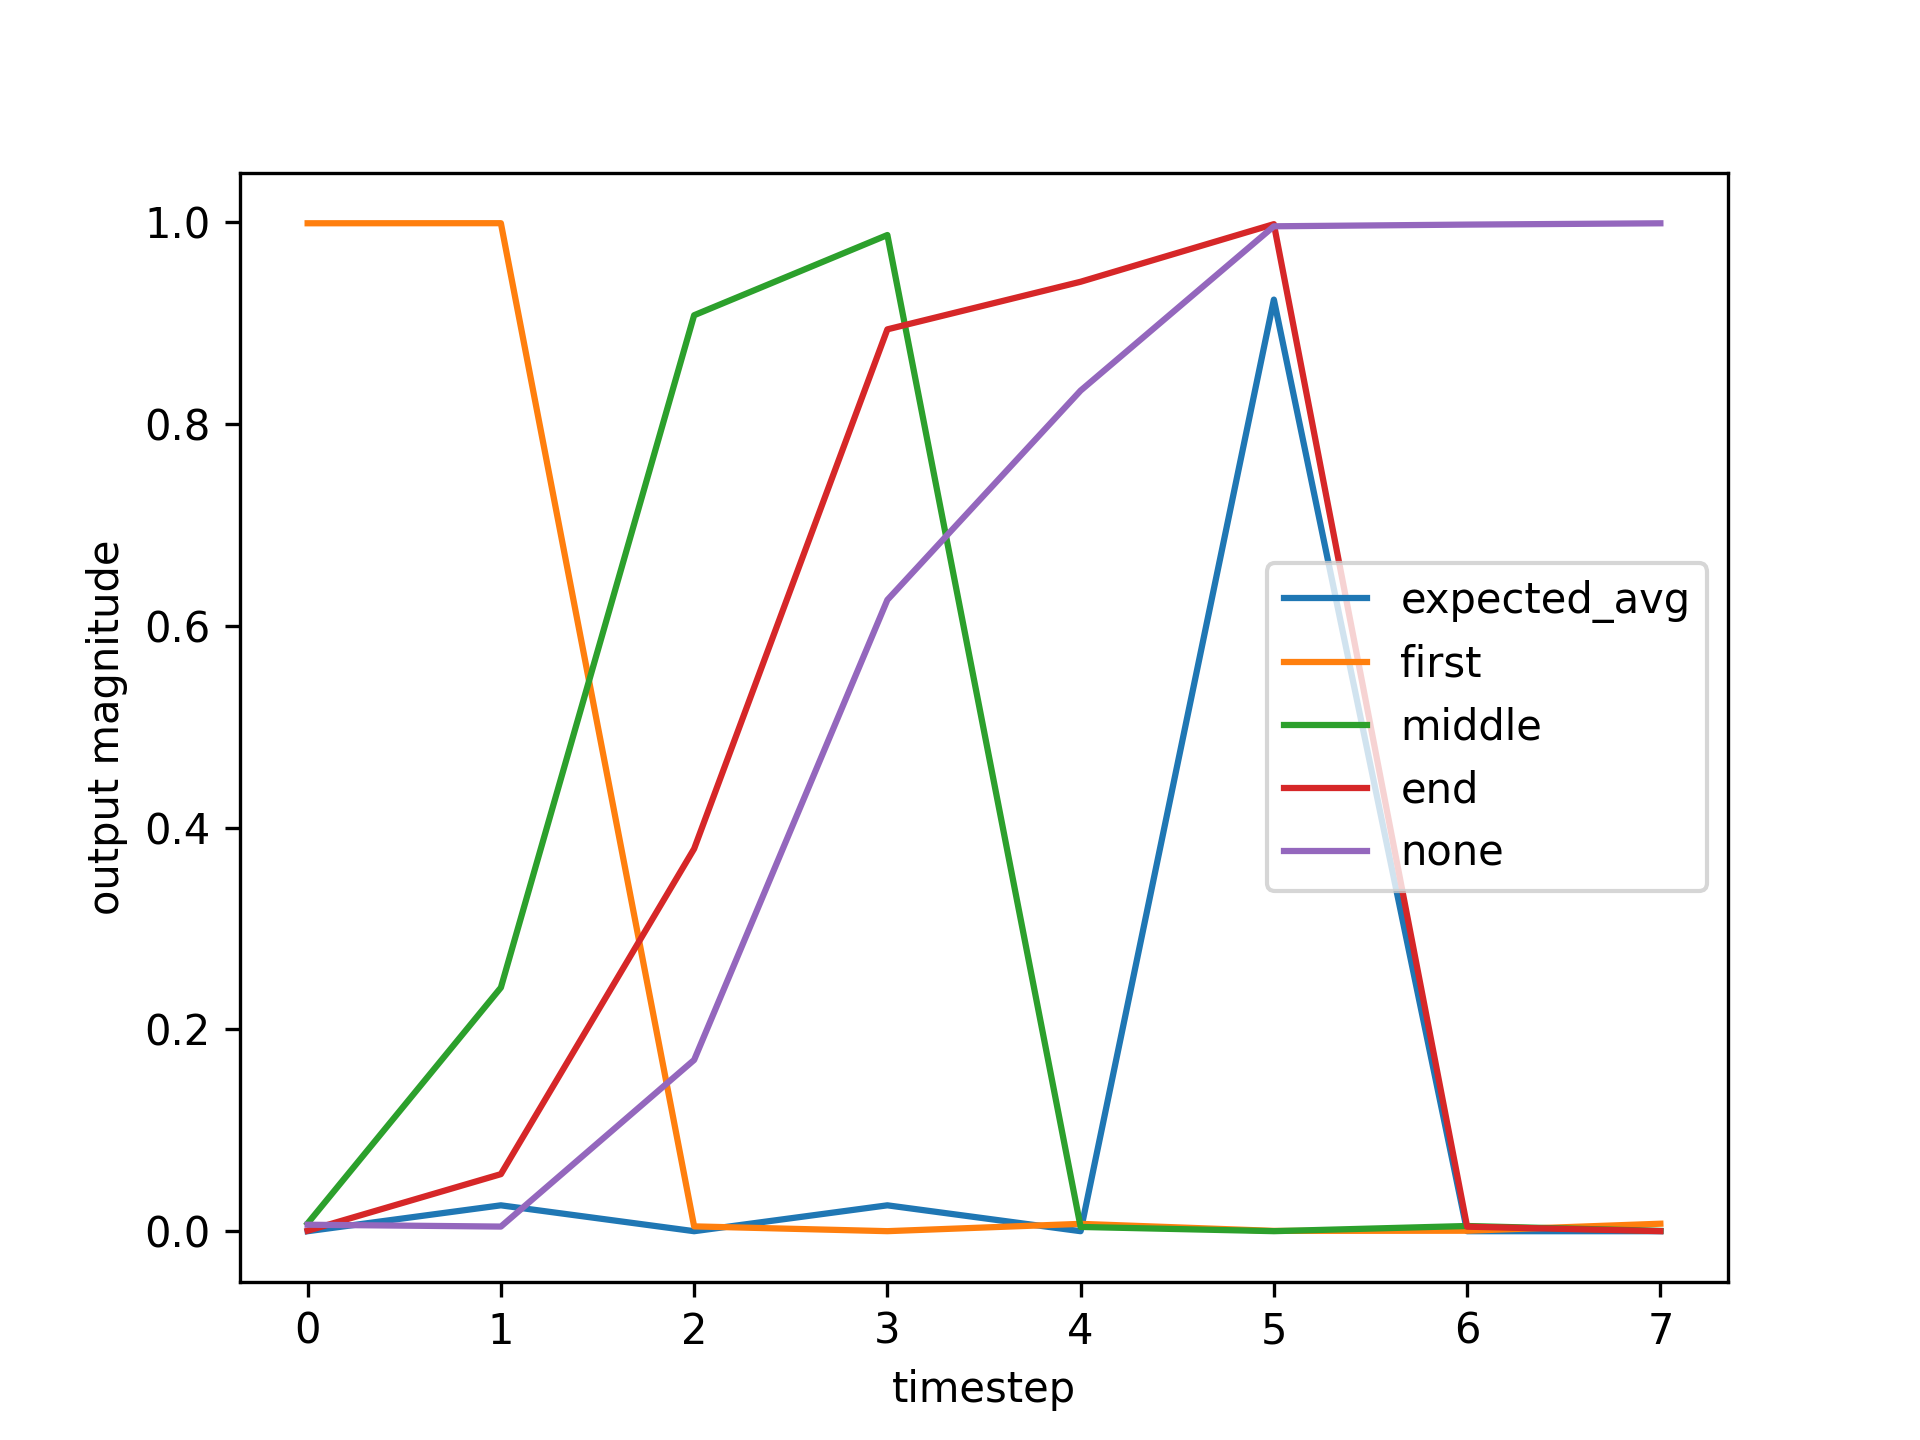 1.0
0.8
0.6
0.4
0.2
0.0
output magnitude
0 1 2 3 4 5 6 7
timestep
expected_avg
first
middle
end
none